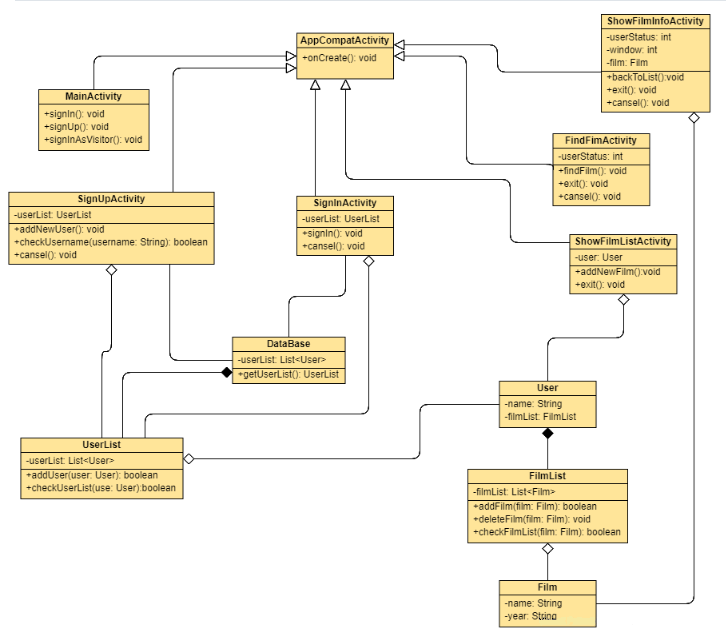 ShowFilmInfoActivity
-userStatus: int
-window: int
-film: Film
+backToList():void
+exit(): void
+cansel(): void
AppCompatActivity
+onCreate(): void
MainActivity
+signIn(): void
+signUp(): void
+signInAsVisitor(): void
FindFimActivity
-userStatus: int
+findFilm(): void
+exit(): void
+cansel(): void
SignUpActivity
-userList: UserList
+addNewUser(): void
+checkUsername(username: String): boolean
+cansel(): void
SignInActivity
-userList: UserList
+signIn(): void
+cansel(): void
ShowFilmListActivity
-user: User
+addNewFilm():void
+exit(): void
DataBase
-userList: List<User>
+getUserList(): UserList
User
-name: String
-filmList: FilmList
UserList
-userList: List<User>
+addUser(user: User): boolean
+checkUserList(use: User):boolean
FilmList
-filmList: List<Film>
+addFilm(film: Film): boolean
+deleteFilm(film: Film): void
+checkFilmList(film: Film): boolean
Film
-name: String
-year: String